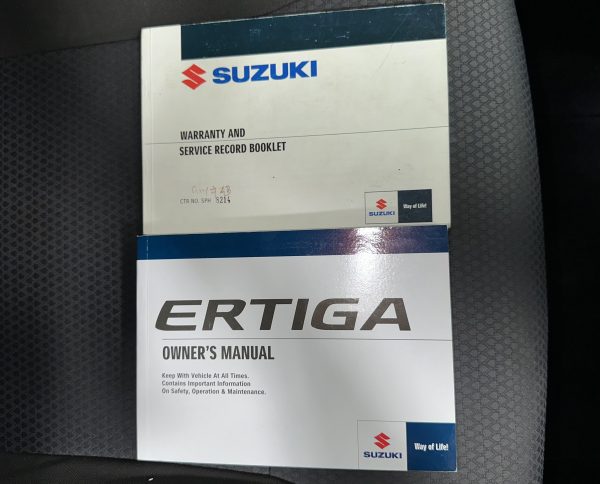 SUZUKI
WARRANTY AND
SERVICE RECORD BOOKLET
CTR NO. SPH 8214
SUZUKI
Way of Life!
ERTIGA
OWNER'S MANUAL
Keep With Vehicle At All Times.
Contains Important Information
On Safety, Operation & Maintenance.
SUZUKI
Way of Life!